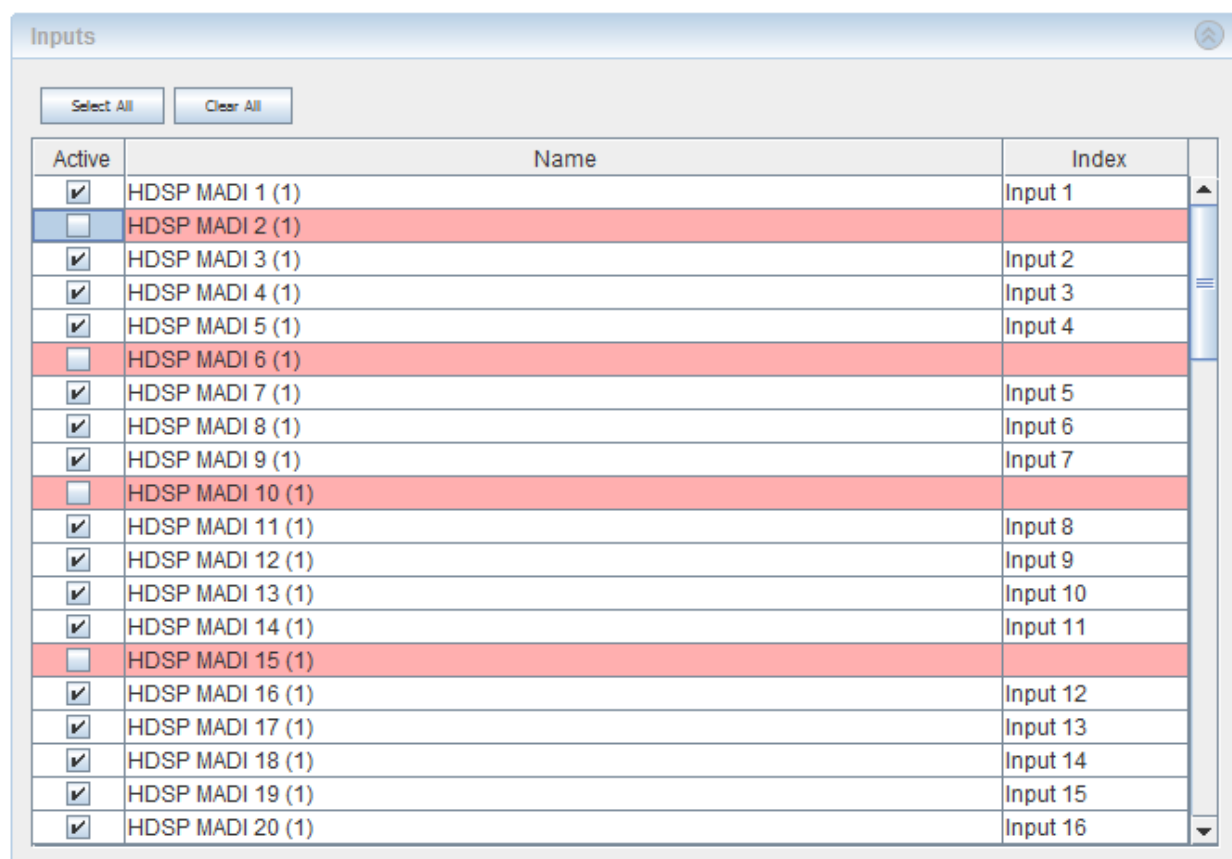 Inputs
Select All Clear All
Active Name Index
HDSP MADI 1 (1) Input 1
HDSP MADI 2 (1)
HDSP MADI 3 (1) Input 2
HDSP MADI 4 (1) Input 3
HDSP MADI 5 (1) Input 4
HDSP MADI 6 (1)
HDSP MADI 7 (1) Input 5
HDSP MADI 8 (1) Input 6
HDSP MADI 9 (1) Input 7
HDSP MADI 10 (1)
HDSP MADI 11 (1) Input 8
HDSP MADI 12 (1) Input 9
HDSP MADI 13 (1) Input 10
HDSP MADI 14 (1) Input 11
HDSP MADI 15 (1)
HDSP MADI 16 (1) Input 12
HDSP MADI 17 (1) Input 13
HDSP MADI 18 (1) Input 14
HDSP MADI 19 (1) Input 15
HDSP MADI 20 (1) Input 16